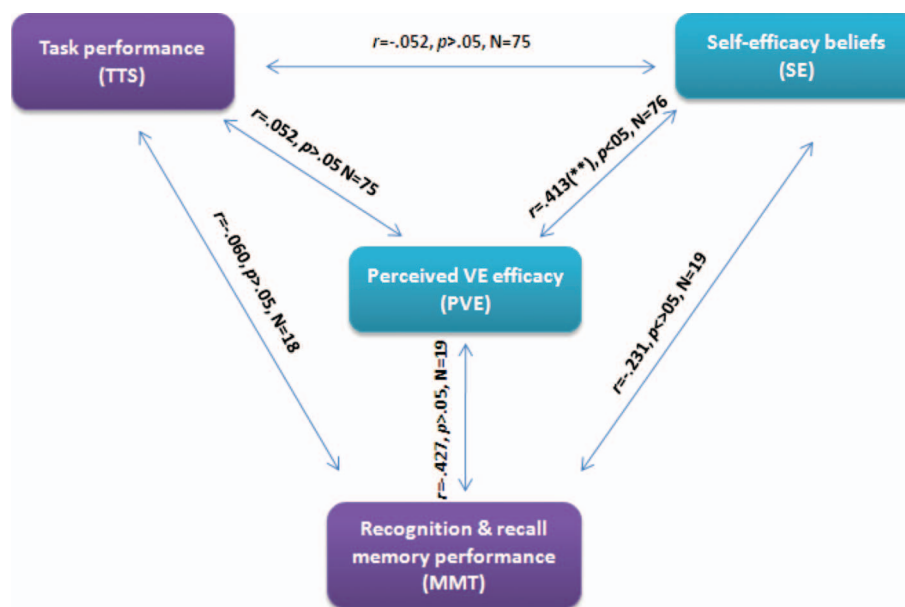 Task performance
(TTS)
r=-.052, p>.05, N=75
Self-efficacy beliefs
(SE)
r=.052, p>.05 N=75
r=.413(**), p<05, N=76
Perceived VE efficacy
(PVE)
r=-.060, p>.05, N=18
r=-.427, p>.05, N=19
r=-.231, p<>05, N=19
Recognition & recall
memory performance
(MMT)